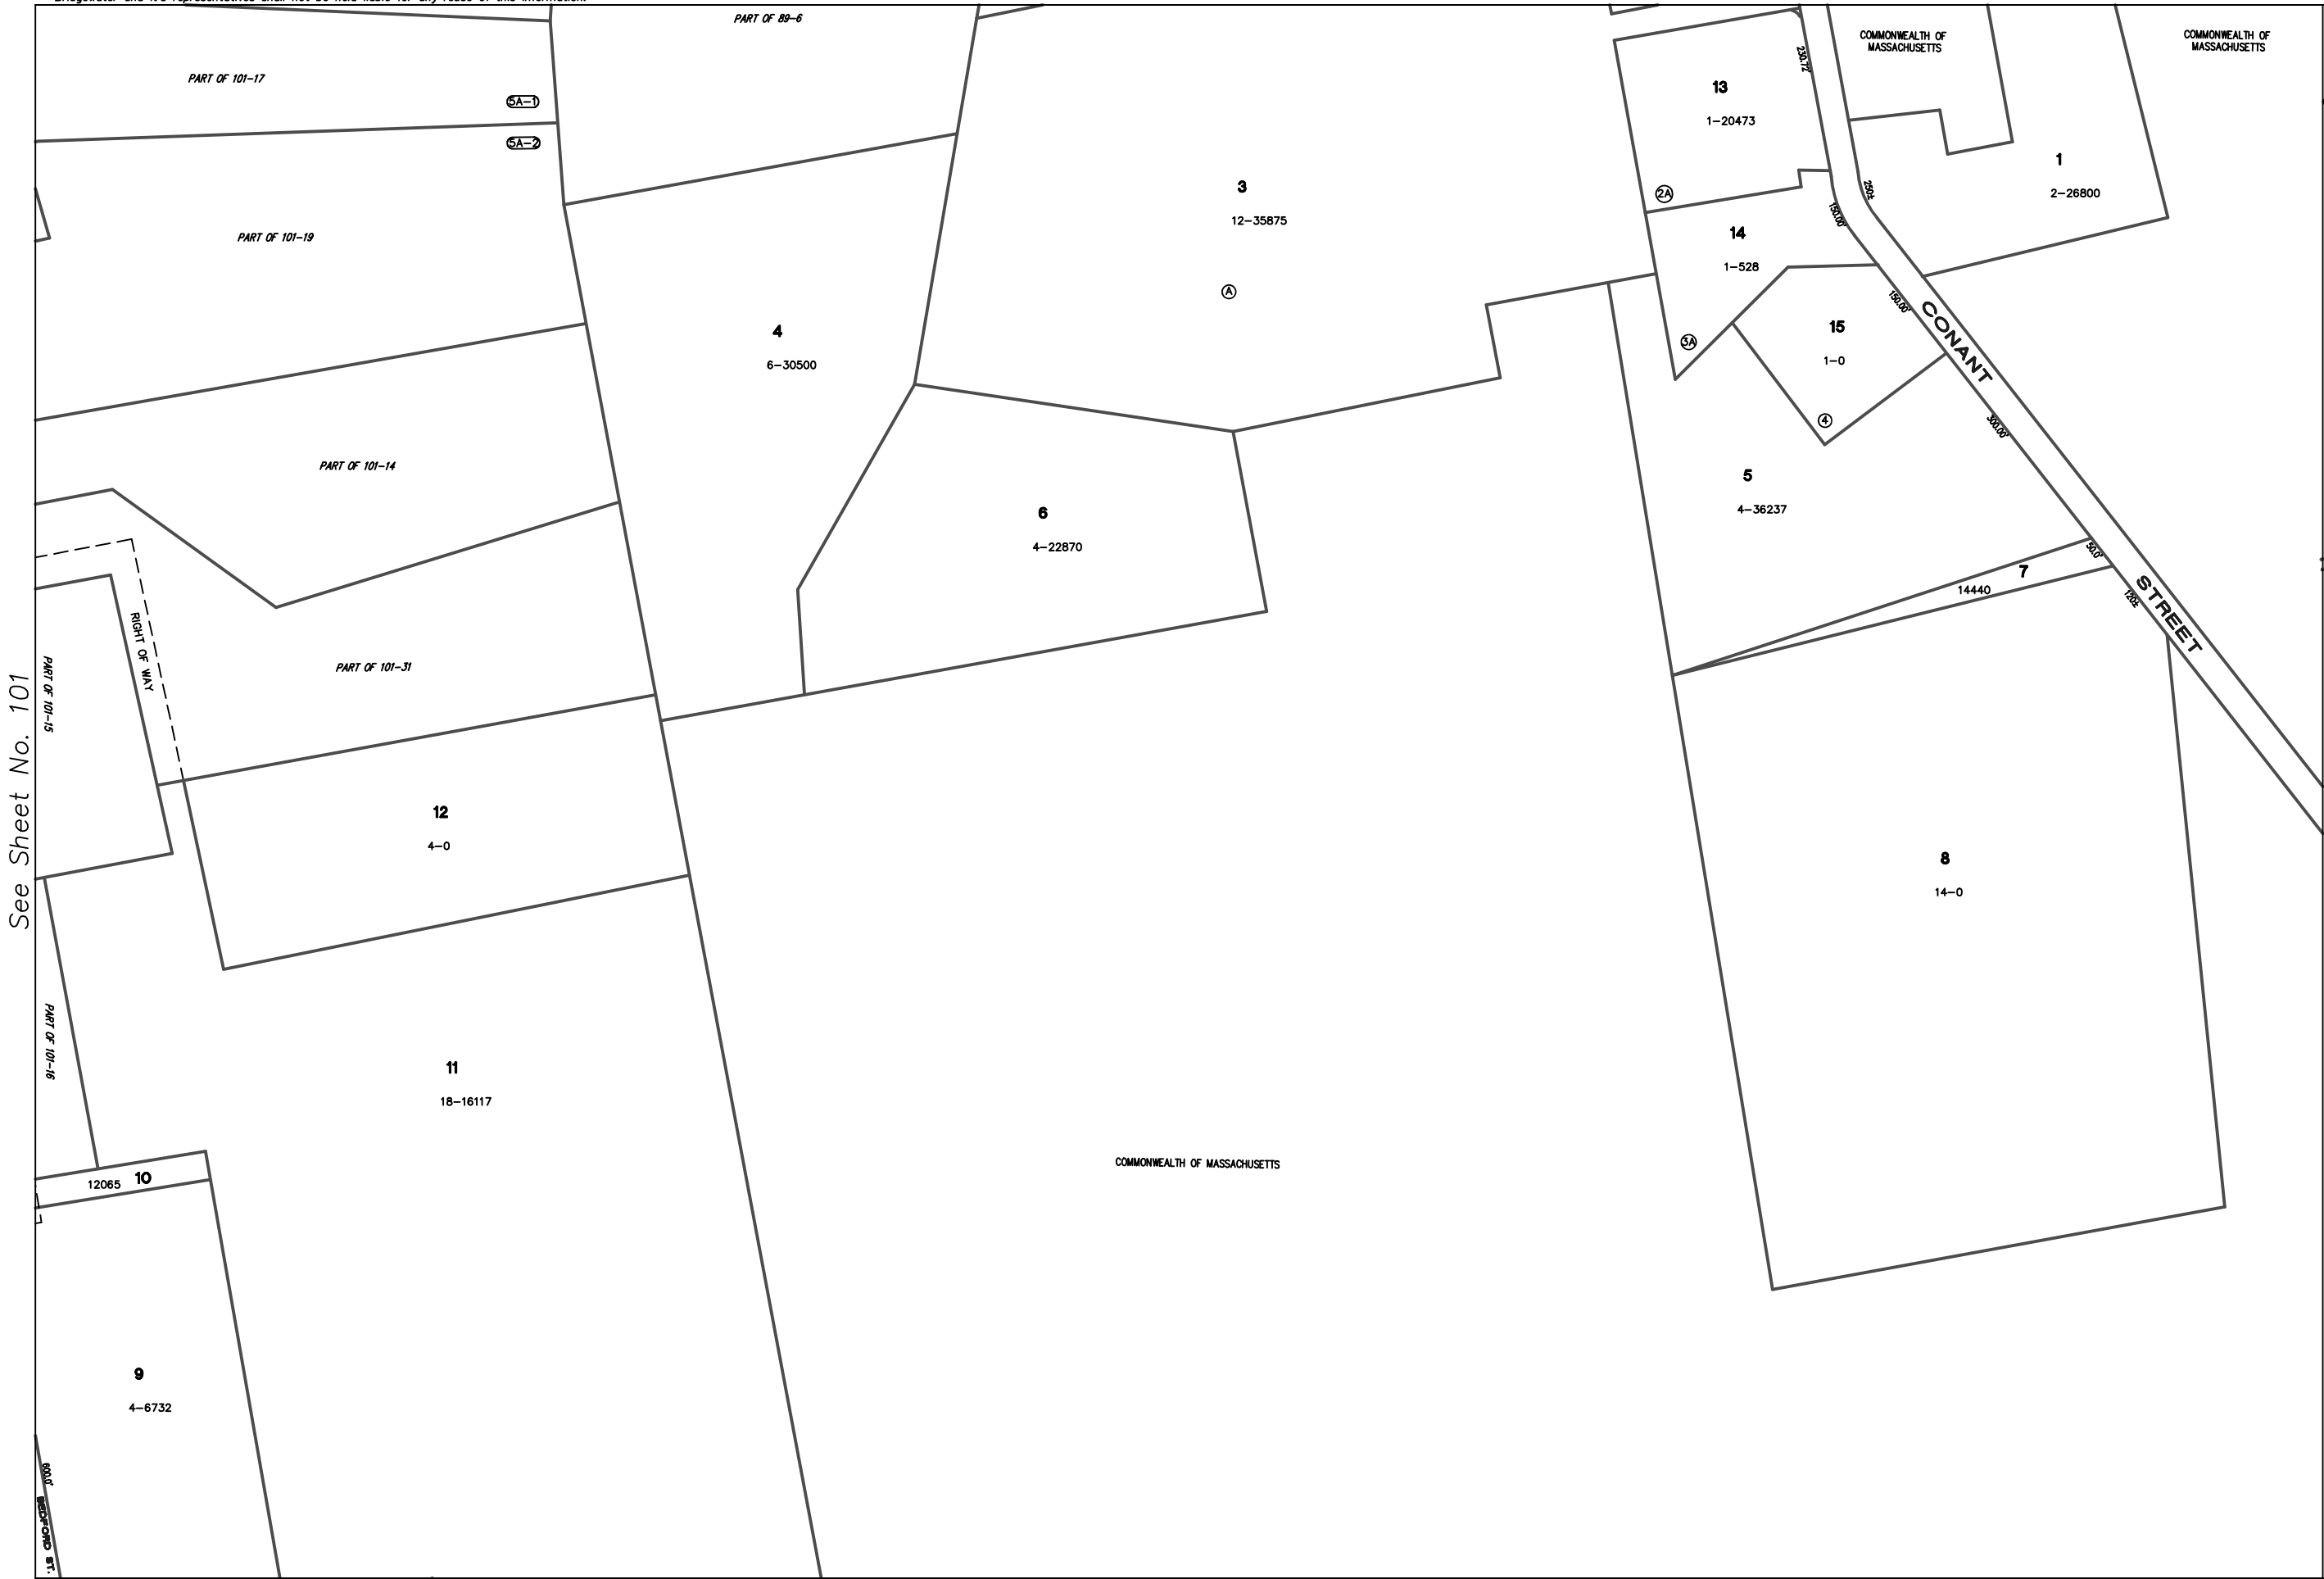 PART OF 89-6
COMMONWEALTH OF
MASSACHUSETTS
COMMONWEALTH OF
MASSACHUSETTS
PART OF 101-17
230.72'
13
1-20473
5A-1
5A-2
1
2-26800
3
12-35875
2A
250±
150.00'
PART OF 101-19
14
1-528
A
150.00'
CONANT
STREET
4
6-30500
15
1-0
3A
4
300.00'
PART OF 101-14
5
4-36237
6
4-22870
50.0'
7
14440
120±
RIGHT OF WAY
PART OF 101-31
PART OF 101-15
See Sheet No. 101
12
4-0
8
14-0
PART OF 101-16
11
18-16117
COMMONWEALTH OF MASSACHUSETTS
12065
10
9
4-6732
600.0'
BEDFORD ST.